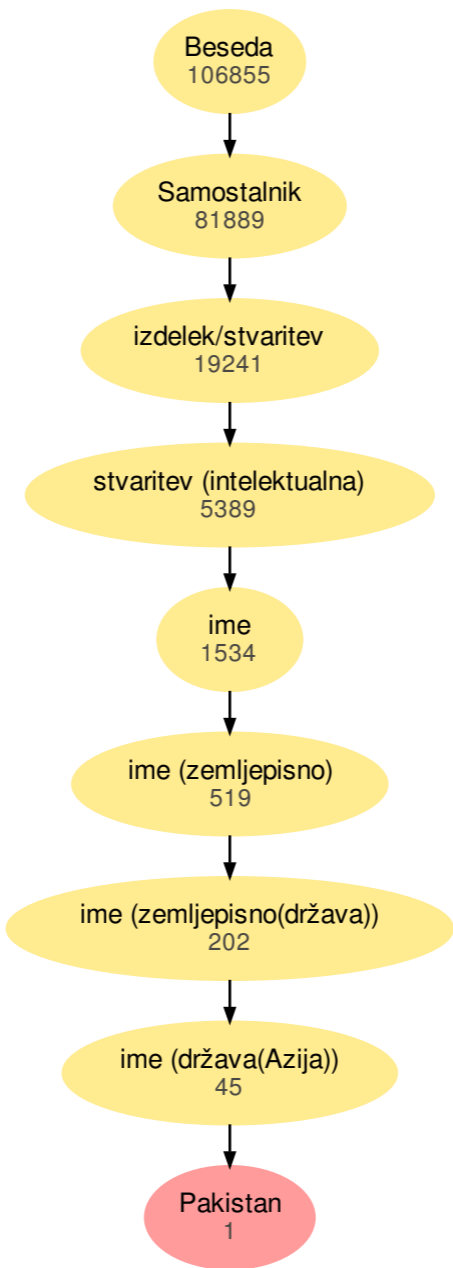 Beseda
106855
Samostalnik
81889
izdelek/stvaritev
19241
stvaritev (intelektualna)
5389
ime
1534
ime (zemljepisno)
519
ime (zemljepisno(država))
202
ime (država(Azija))
45
Pakistan
1